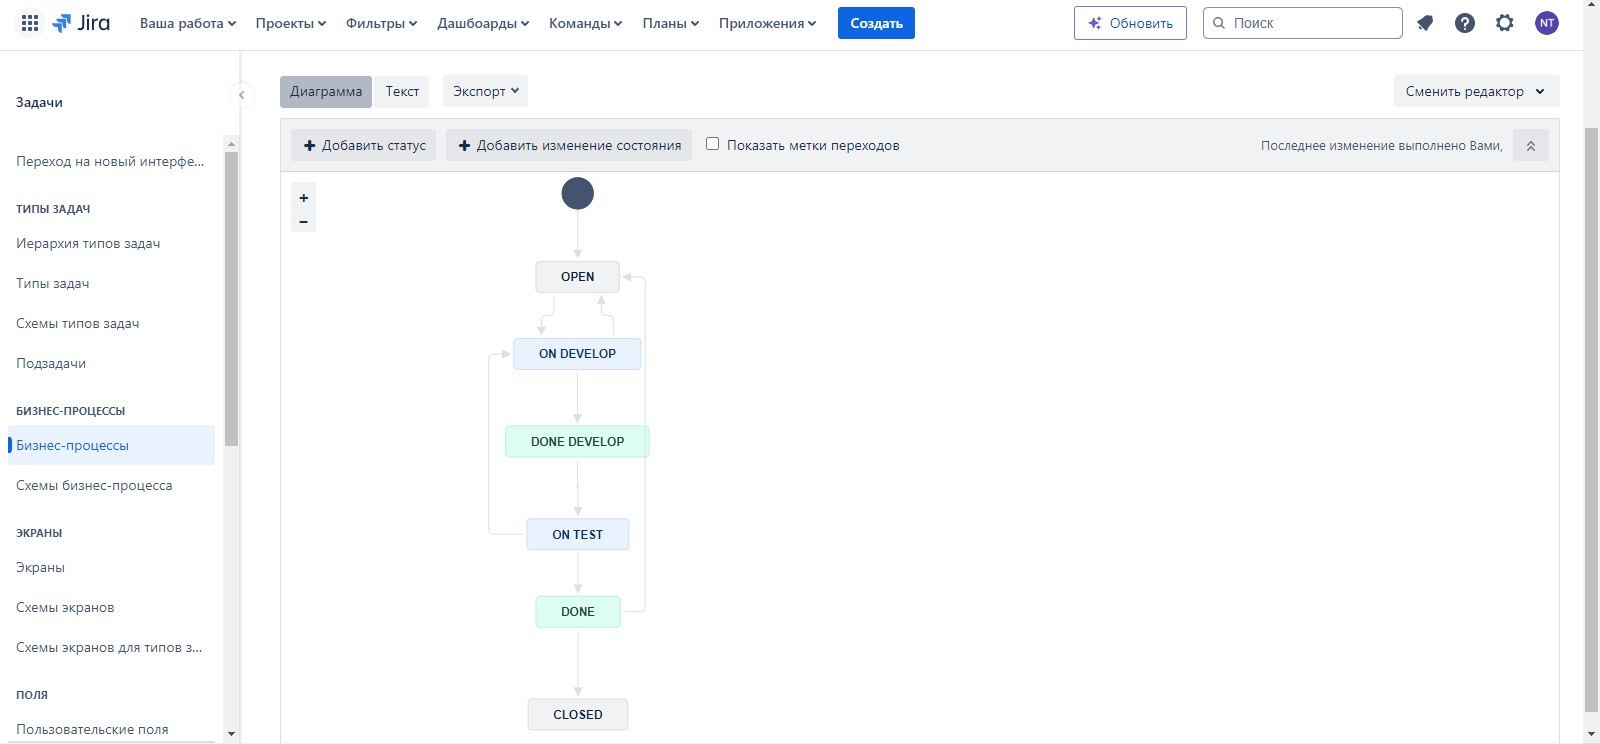 Jira
Ваша работа
Проекты
Фильтры
Дашбоарды
Команды
Планы
Приложения
Создать
Обновить
Поиск
NT
Задачи
Переход на новый интерфе...
ТИПЫ ЗАДАЧ
Иерархия типов задач
Типы задач
Схемы типов задач
Подзадачи
БИЗНЕС-ПРОЦЕССЫ
Бизнес-процессы
Схемы бизнес-процесса
ЭКРАНЫ
Экраны
Схемы экранов
Схемы экранов для типов з...
ПОЛЯ
Пользовательские поля
Диаграмма
Текст
Экспорт
Сменить редактор
+ Добавить статус
+ Добавить изменение состояния
Показать метки переходов
Последнее изменение выполнено Вами,
+
−
OPEN
ON DEVELOP
DONE DEVELOP
ON TEST
DONE
CLOSED